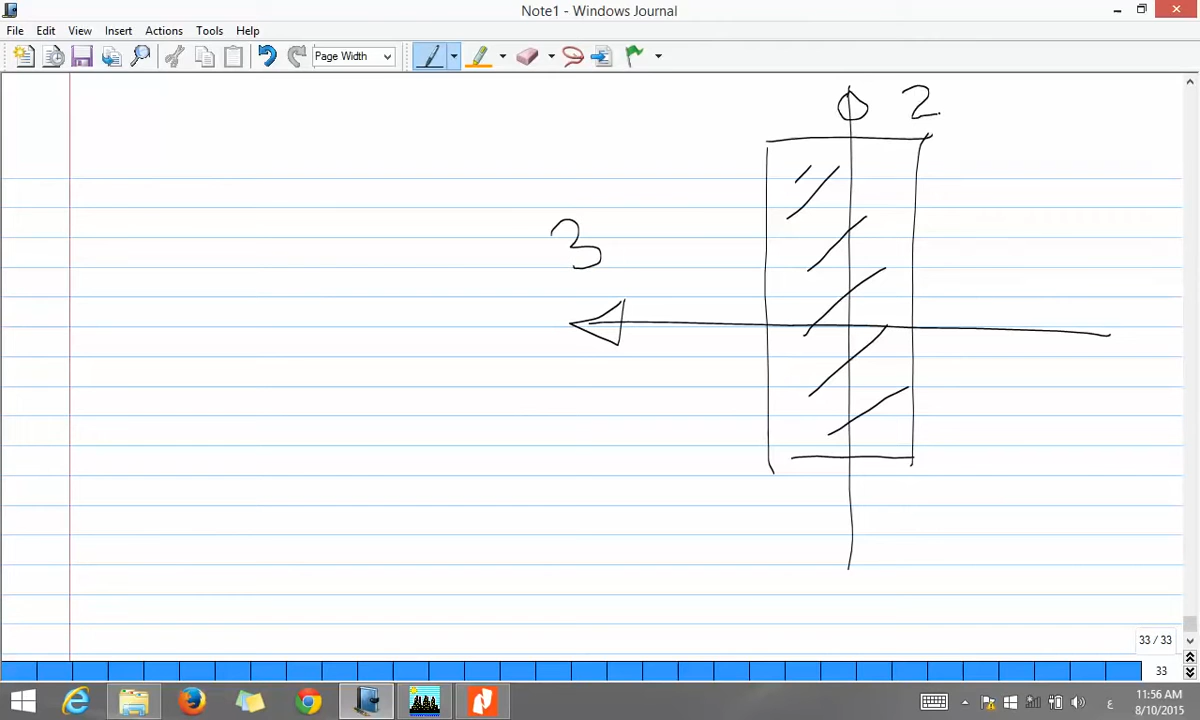 Note1 - Windows Journal
File Edit View Insert Actions Tools Help
Page Width
2
3
33 / 33
33
11:56 AM
ع
8/10/2015